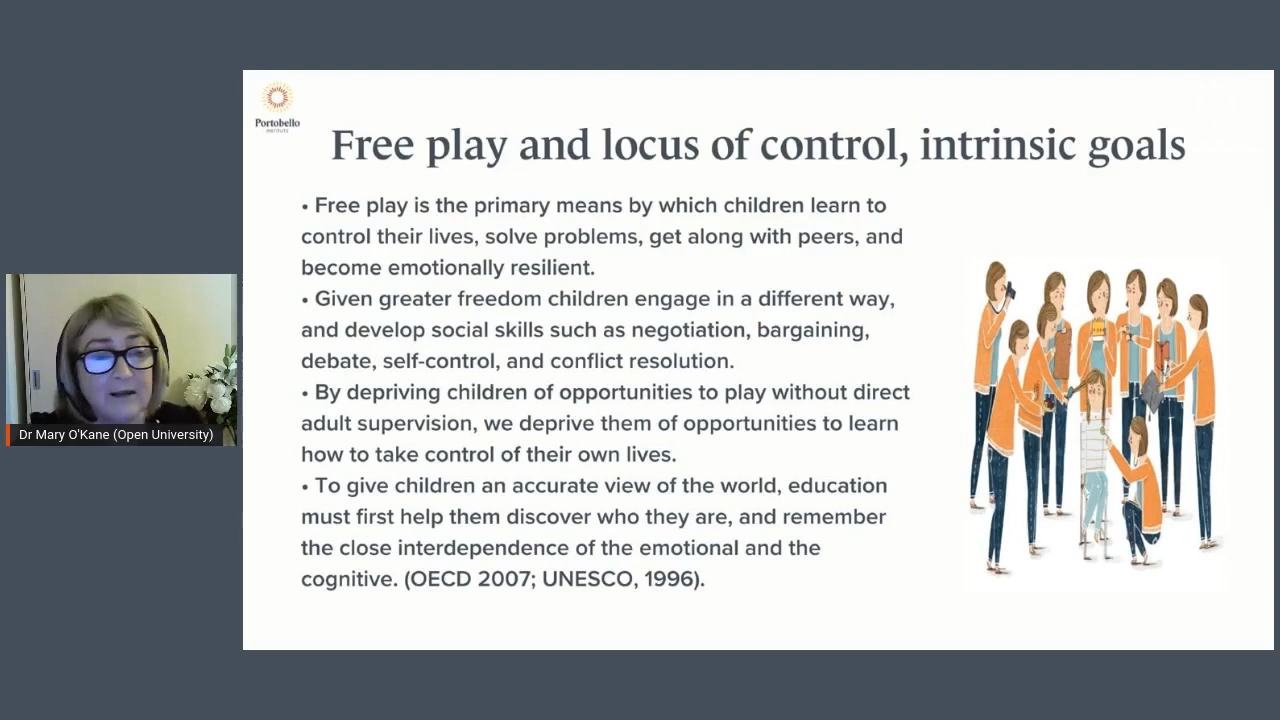 Portobello
INSTITUTE
Free play and locus of control, intrinsic goals
• Free play is the primary means by which children learn to
control their lives, solve problems, get along with peers, and
become emotionally resilient.
• Given greater freedom children engage in a different way,
and develop social skills such as negotiation, bargaining,
debate, self-control, and conflict resolution.
• By depriving children of opportunities to play without direct
adult supervision, we deprive them of opportunities to learn
how to take control of their own lives.
• To give children an accurate view of the world, education
must first help them discover who they are, and remember
the close interdependence of the emotional and the
cognitive. (OECD 2007; UNESCO, 1996).
Dr Mary O'Kane (Open University)